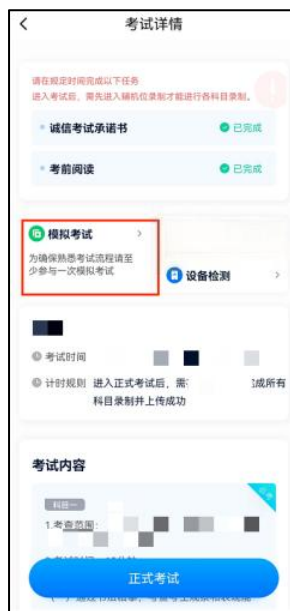 考试详情
请在规定时间完成以下任务
进入考试后，需先进入辅机位录制才能进行各科目录制。
诚信考试承诺书
已完成
考前阅读
已完成
模拟考试
为确保熟悉考试流程请至
少参与一次模拟考试
设备检测
考试时间
计时规则 进入正式考试后，需 成所有
科目录制并上传成功
考试内容
科目一
1.考查范围：
正式考试